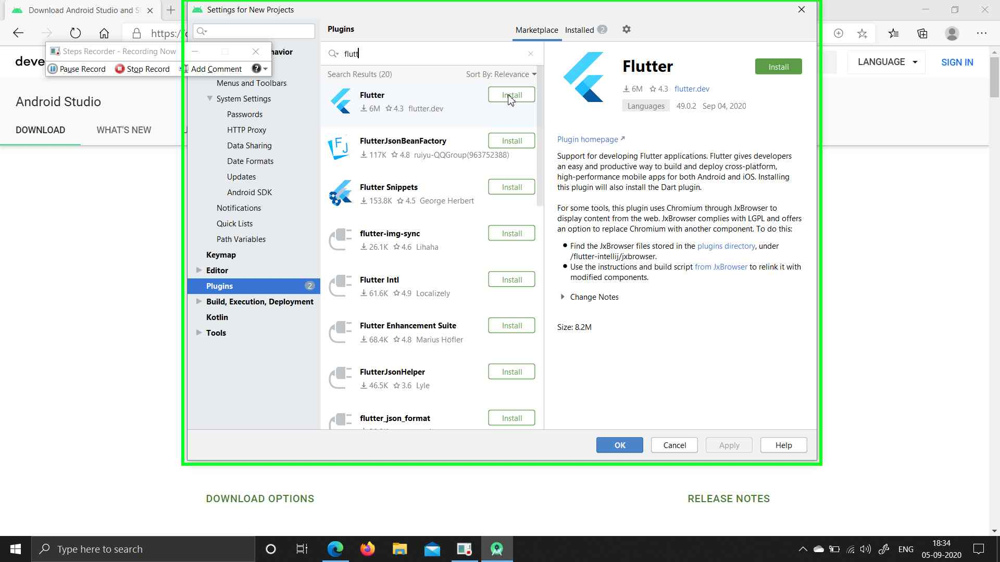 Download Android Studio and S
https://d
deve
LANGUAGE
SIGN IN
Android Studio
DOWNLOAD
WHAT'S NEW
Steps Recorder - Recording Now
Pause Record
Stop Record
Add Comment
Settings for New Projects
havior
Menus and Toolbars
System Settings
Passwords
HTTP Proxy
Data Sharing
Date Formats
Updates
Android SDK
Notifications
Quick Lists
Path Variables
Keymap
Editor
Plugins 2
Build, Execution, Deployment
Kotlin
Tools
Plugins
Marketplace
Installed 2
flutt
Search Results (20)
Sort By: Relevance
Flutter
Install
6M 4.3 flutter.dev
FlutterJsonBeanFactory
Install
117K 4.8 ruiyu-QQGroup(963752388)
Flutter Snippets
Install
153.8K 4.5 George Herbert
flutter-img-sync
Install
26.1K 4.6 Lihaha
Flutter Intl
Install
61.6K 4.9 Localizely
Flutter Enhancement Suite
Install
68.4K 4.8 Marius Höfler
FlutterJsonHelper
Install
46.5K 3.6 Lyle
flutter_json_format
Install
Flutter
Install
6M 4.3 flutter.dev
Languages 49.0.2 Sep 04, 2020
Plugin homepage
Support for developing Flutter applications. Flutter gives developers
an easy and productive way to build and deploy cross-platform,
high-performance mobile apps for both Android and iOS. Installing
this plugin will also install the Dart plugin.
For some tools, this plugin uses Chromium through JxBrowser to
display content from the web. JxBrowser complies with LGPL and offers
an option to replace Chromium with another component. To do this:
Find the JxBrowser files stored in the plugins directory, under
/flutter-intellij/jxbrowser.
Use the instructions and build script from JxBrowser to relink it with
modified components.
Change Notes
Size: 8.2M
OK
Cancel
Apply
Help
DOWNLOAD OPTIONS
RELEASE NOTES
Type here to search
ENG
18:34
05-09-2020